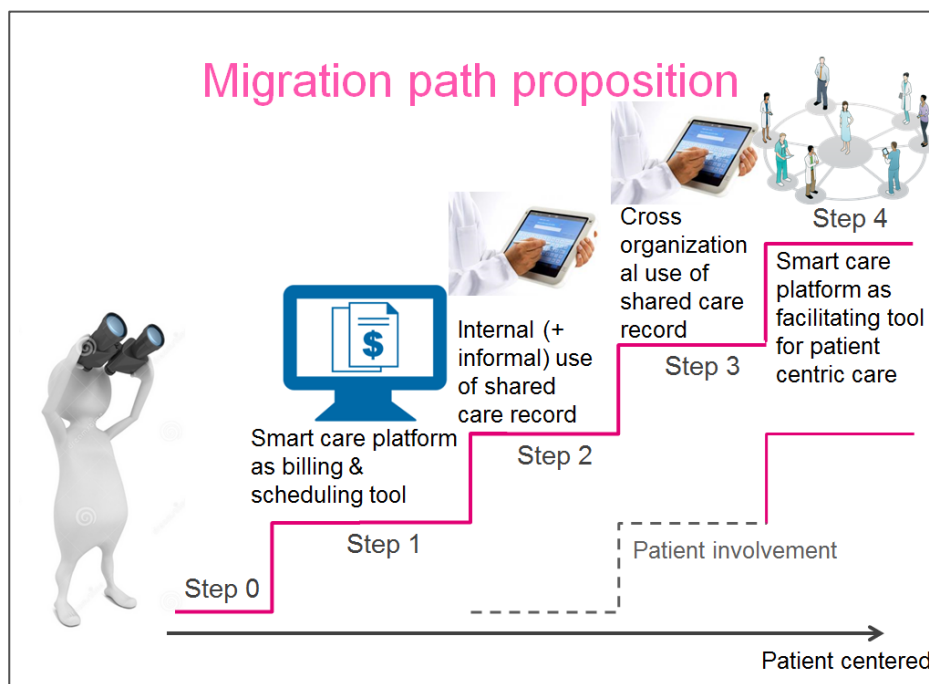 Migration path proposition
Step 4
Cross
organization
al use of
shared care
record
Smart care
platform as
facilitating tool
for patient
centric care
Internal (+
informal) use
of shared
care record
Step 3
$
Smart care platform
as billing &
scheduling tool
Step 2
Step 1
Patient involvement
Step 0
Patient centered